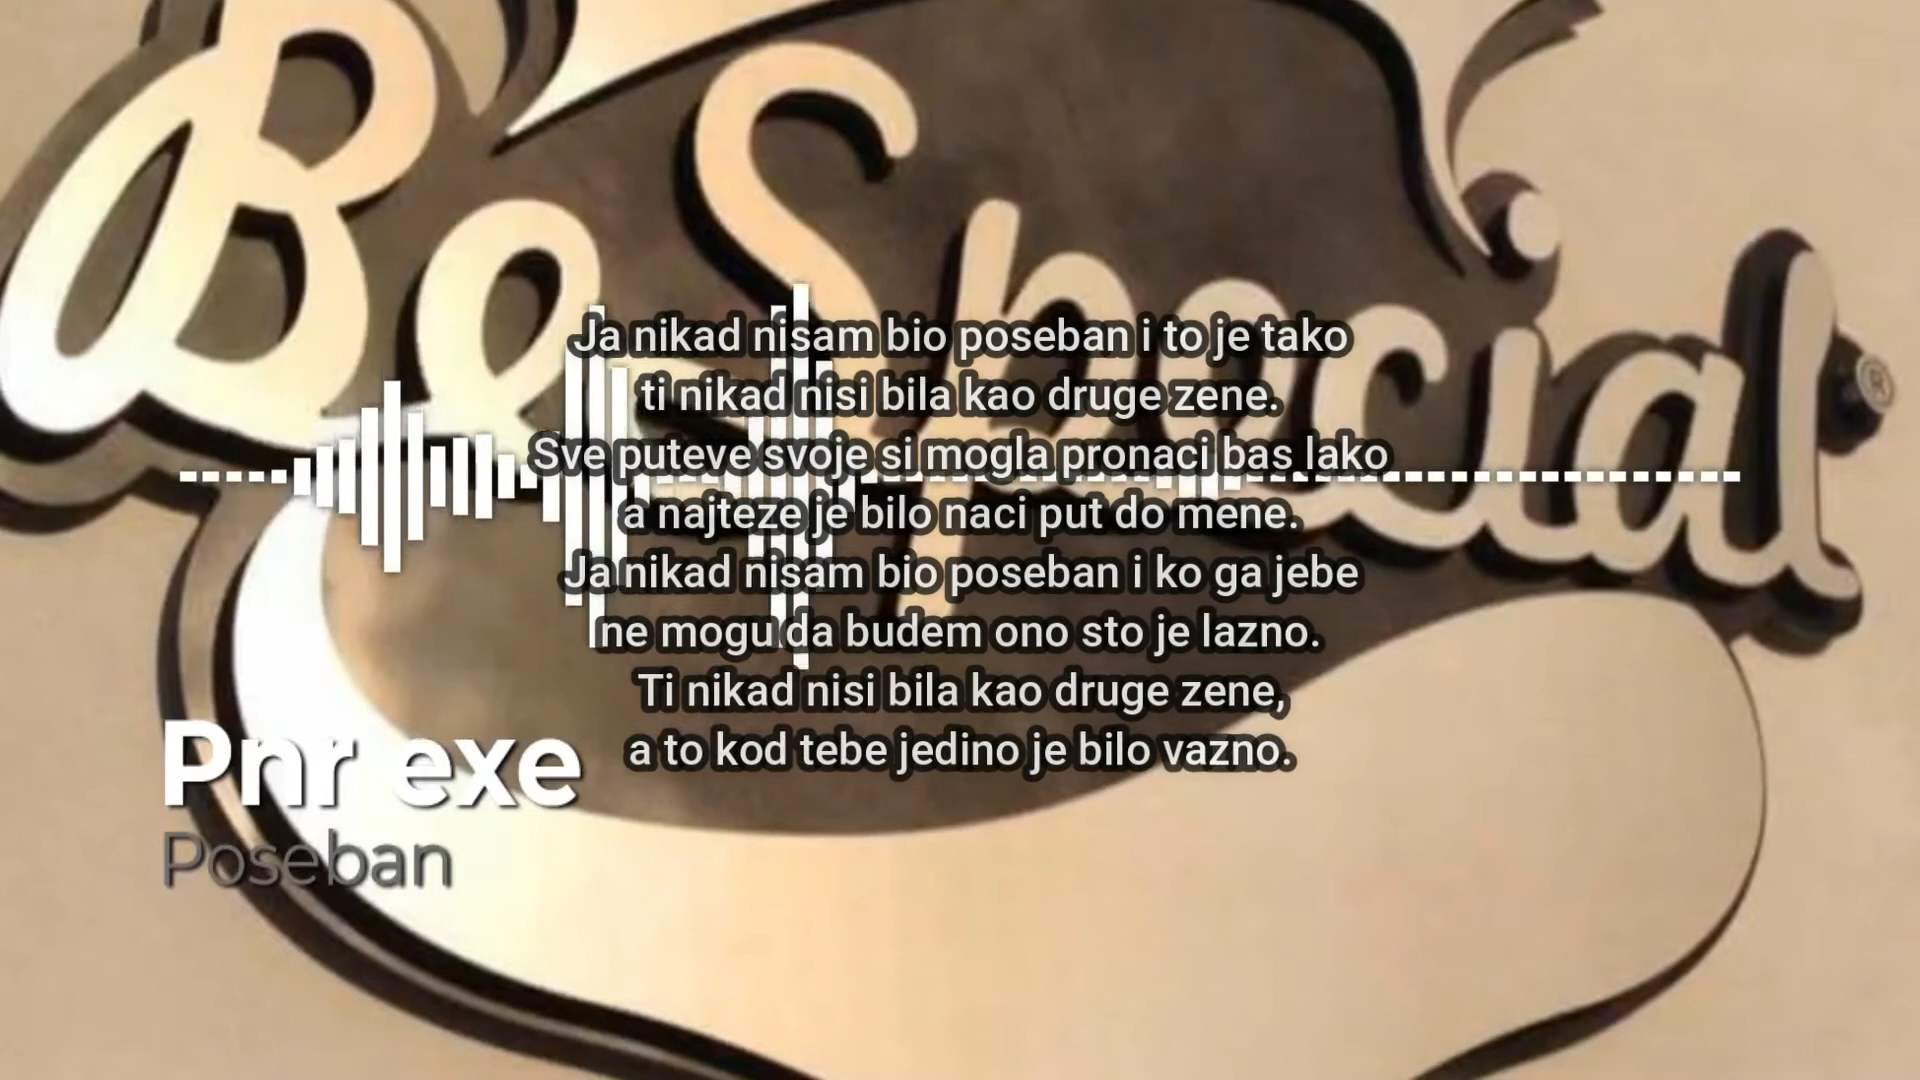 Be Special ®
Ja nikad nisam bio poseban i to je tako
ti nikad nisi bila kao druge zene.
Sve puteve svoje si mogla pronaci bas lako
a najteze je bilo naci put do mene.
Ja nikad nisam bio poseban i ko ga jebe
ne mogu da budem ono sto je lazno.
Ti nikad nisi bila kao druge zene,
a to kod tebe jedino je bilo vazno.
Pnr exe
Poseban